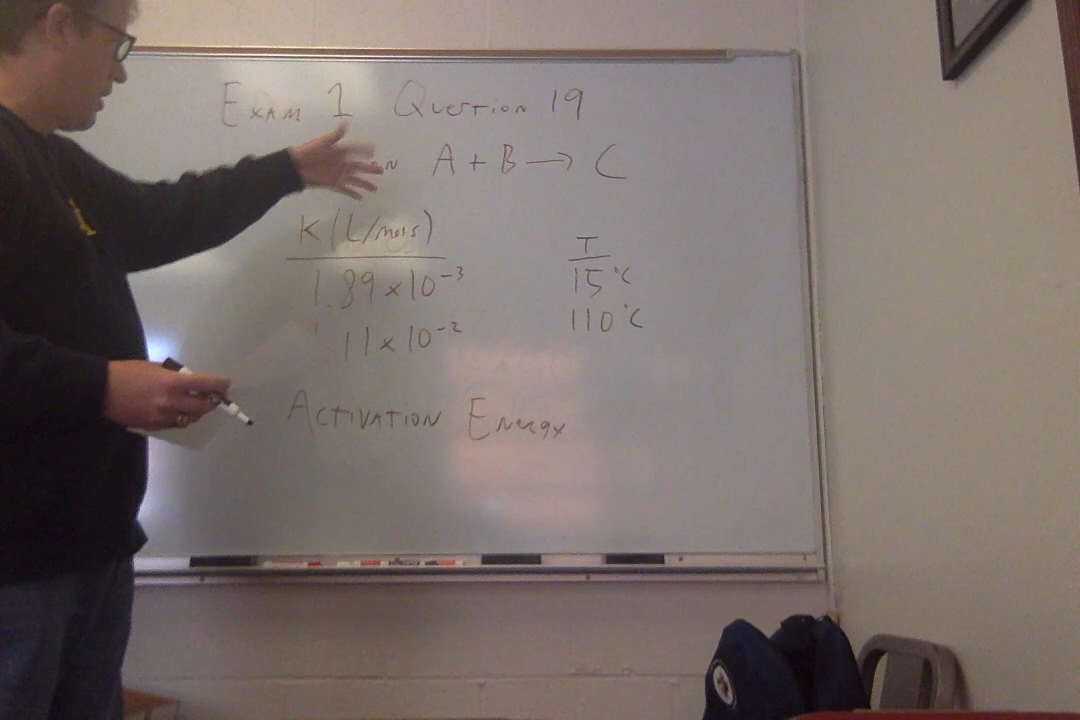 Exam 1 Question 19
A + B → C
K (L/mol s) T
1.89 x 10⁻³ 15°C
11 x 10⁻² 110°C
Activation Energy